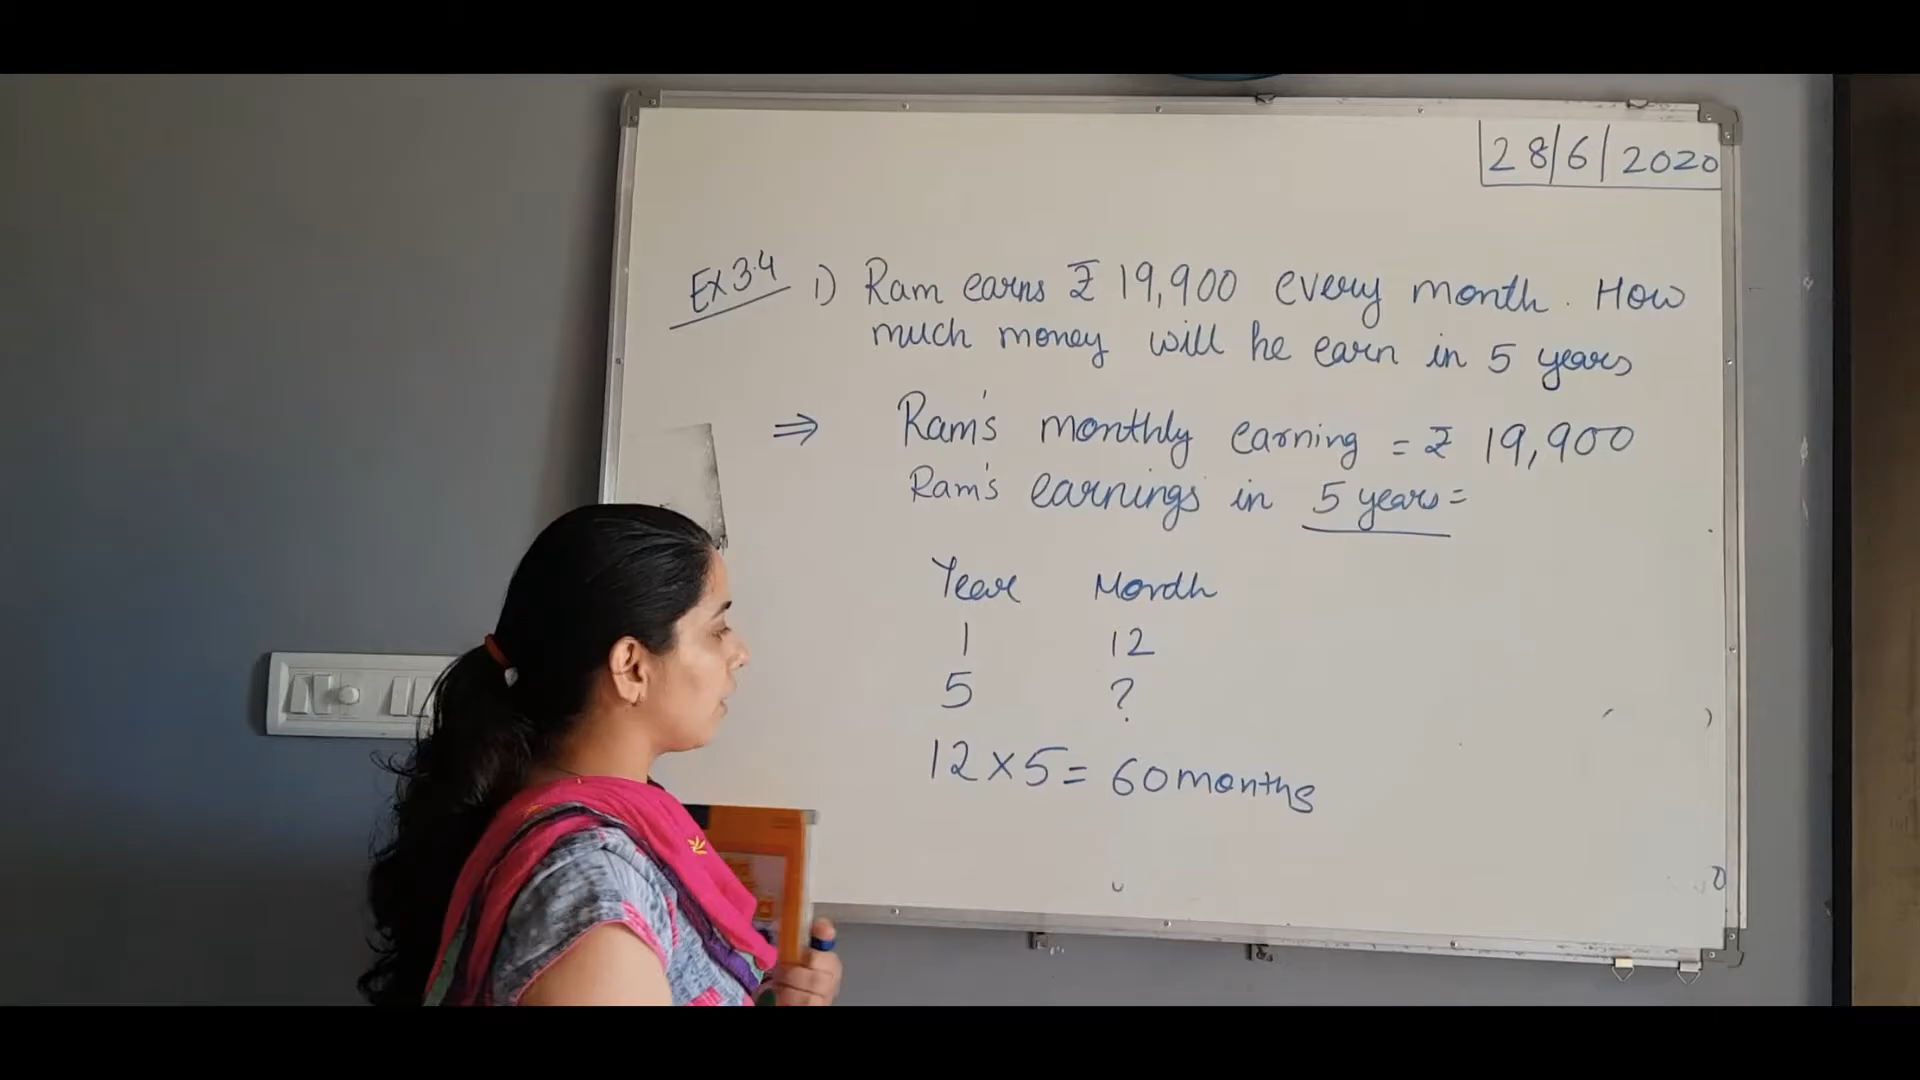 28/6/2020
Ex 3.4 i) Ram earns ₹ 19,900 every month. How
much money will he earn in 5 years
⇒ Ram's monthly earning = ₹ 19,900
Ram's earnings in 5 years =
Year Month
1 12
5 ?
12 × 5 = 60 months